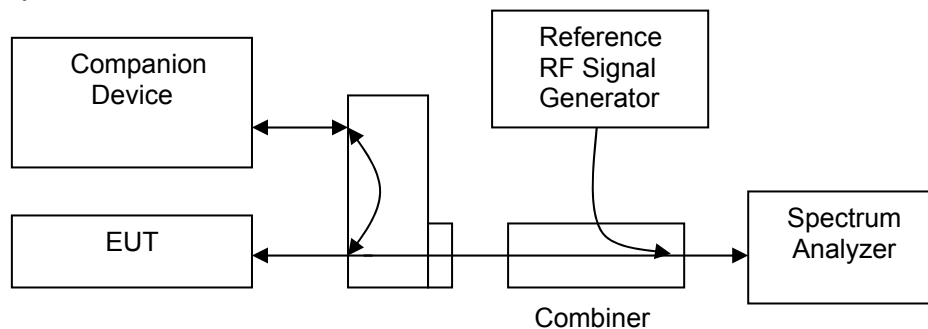 Companion
Device
Reference
RF Signal
Generator
EUT
Spectrum
Analyzer
Combiner